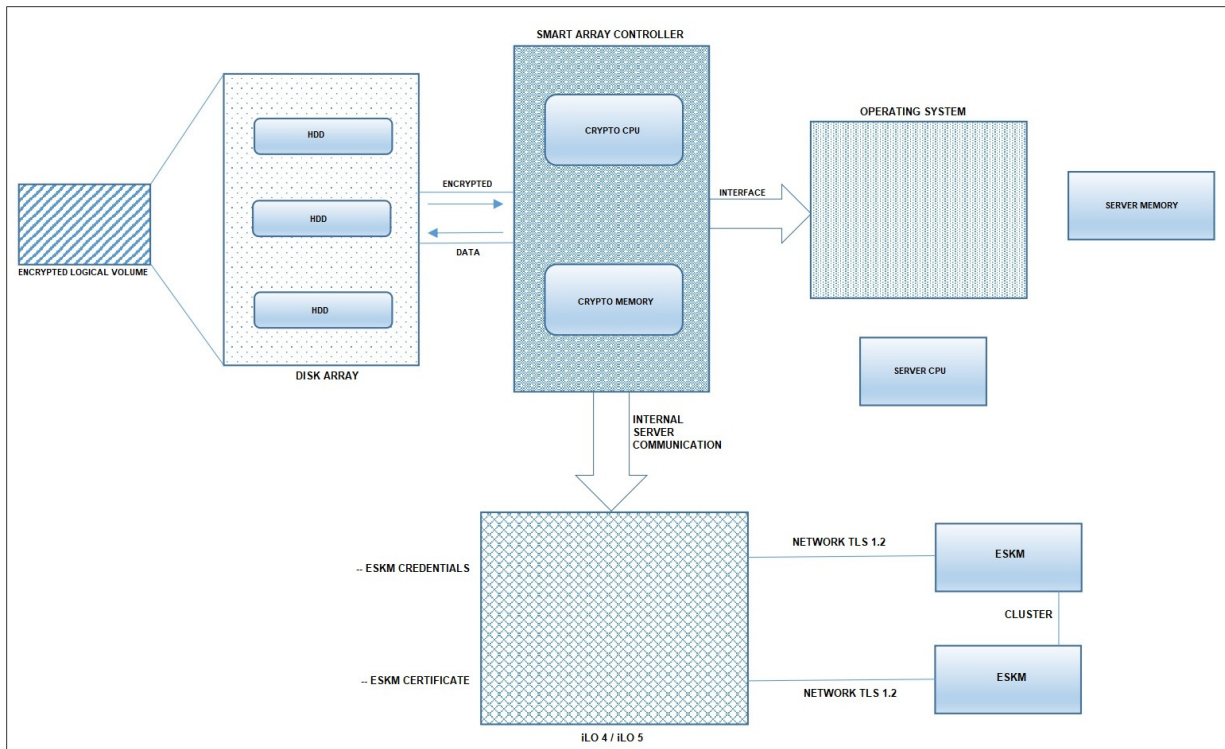 SMART ARRAY CONTROLLER
HDD
CRYPTO CPU
OPERATING SYSTEM
ENCRYPTED
INTERFACE
SERVER MEMORY
HDD
DATA
ENCRYPTED LOGICAL VOLUME
HDD
CRYPTO MEMORY
DISK ARRAY
SERVER CPU
INTERNAL
SERVER
COMMUNICATION
-- ESKM CREDENTIALS
NETWORK TLS 1.2
ESKM
CLUSTER
-- ESKM CERTIFICATE
NETWORK TLS 1.2
ESKM
iLO 4 / iLO 5